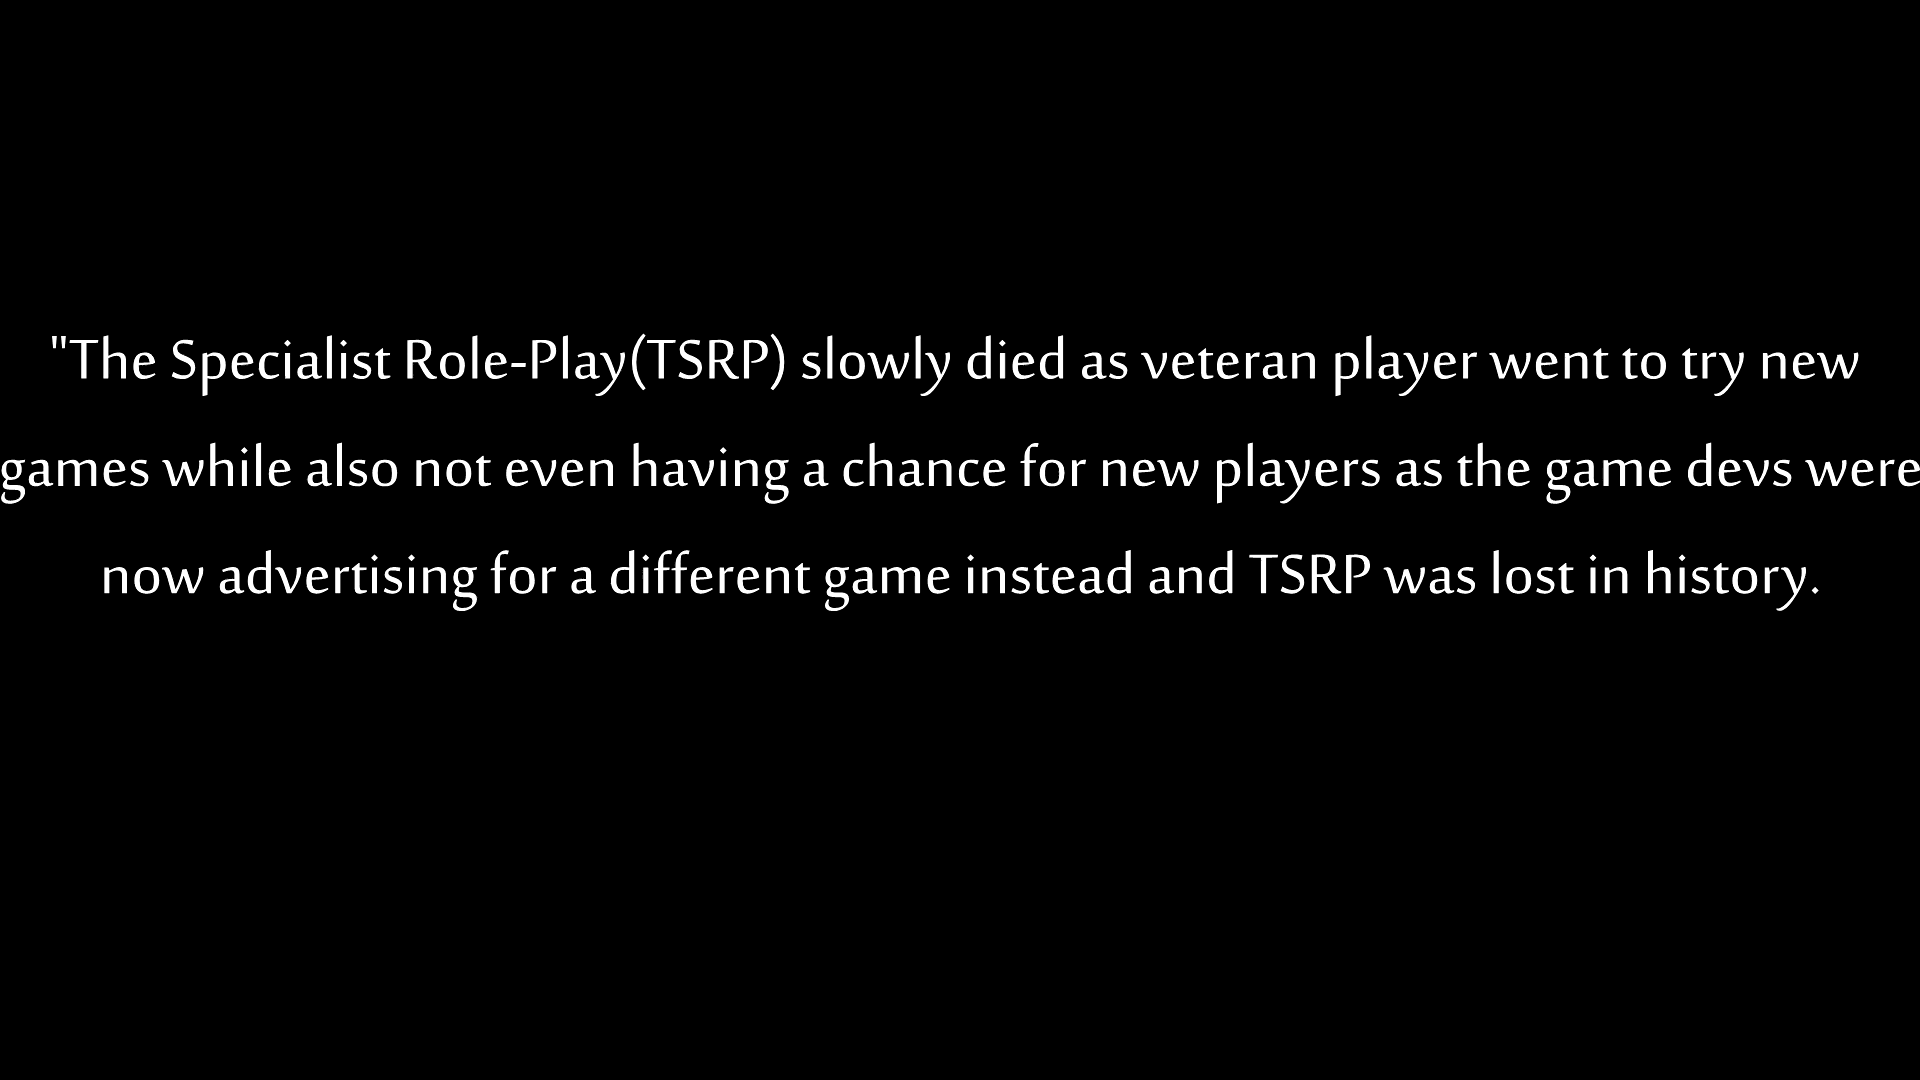 "The Specialist Role-Play(TSRP) slowly died as veteran player went to try new
games while also not even having a chance for new players as the game devs were
now advertising for a different game instead and TSRP was lost in history.